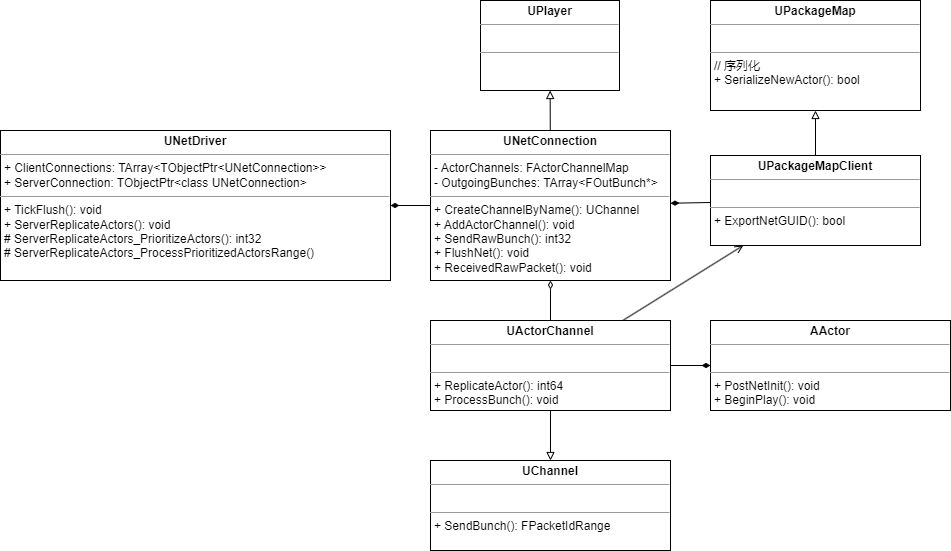 UPlayer
UPackageMap
// 序列化
+ SerializeNewActor(): bool
UNetDriver
+ ClientConnections: TArray<TObjectPtr<UNetConnection>>
+ ServerConnection: TObjectPtr<class UNetConnection>
+ TickFlush(): void
+ ServerReplicateActors(): void
# ServerReplicateActors_PrioritizeActors(): int32
# ServerReplicateActors_ProcessPrioritizedActorsRange()
UNetConnection
- ActorChannels: FActorChannelMap
- OutgoingBunches: TArray<FOutBunch*>
+ CreateChannelByName(): UChannel
+ AddActorChannel(): void
+ SendRawBunch(): int32
+ FlushNet(): void
+ ReceivedRawPacket(): void
UPackageMapClient
+ ExportNetGUID(): bool
UActorChannel
+ ReplicateActor(): int64
+ ProcessBunch(): void
AActor
+ PostNetInit(): void
+ BeginPlay(): void
UChannel
+ SendBunch(): FPacketIdRange